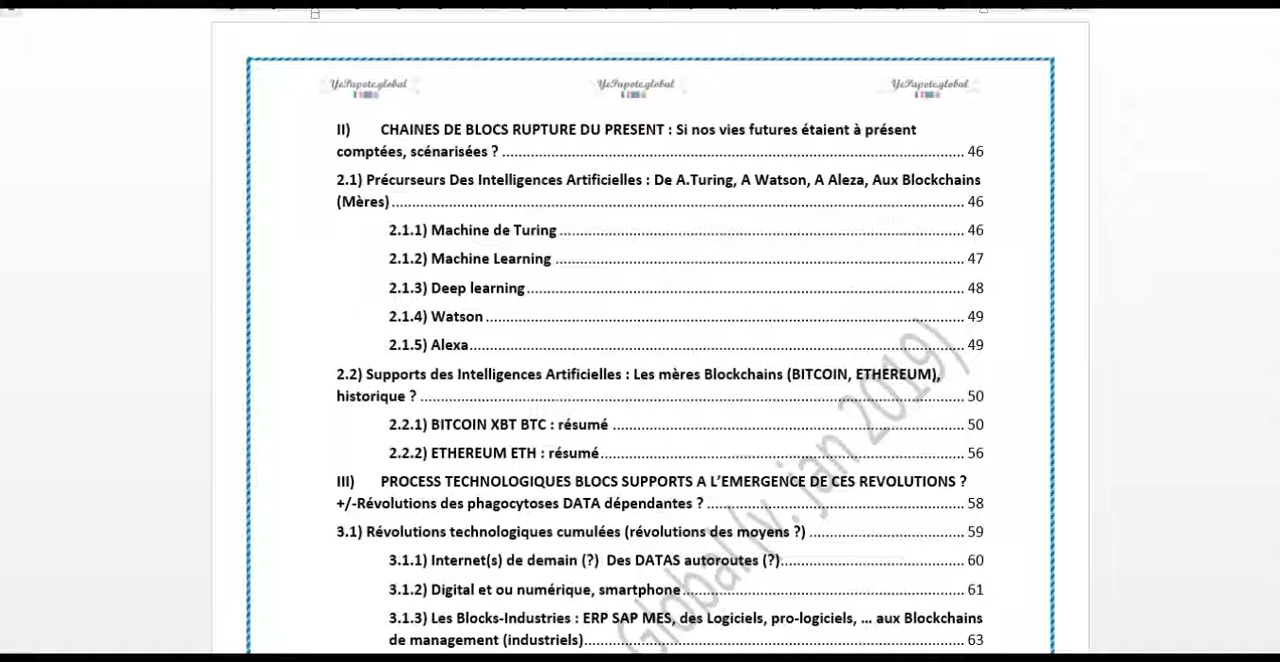 YePapote.global YePapote.global YePapote.global
II) CHAINES DE BLOCS RUPTURE DU PRESENT : Si nos vies futures étaient à présent
comptées, scénarisées ? ........ 46
2.1) Précurseurs Des Intelligences Artificielles : De A.Turing, A Watson, A Aleza, Aux Blockchains
(Mères) ........ 46
2.1.1) Machine de Turing ........ 46
2.1.2) Machine Learning ........ 47
2.1.3) Deep learning ........ 48
2.1.4) Watson ........ 49
2.1.5) Alexa ........ 49
2.2) Supports des Intelligences Artificielles : Les mères Blockchains (BITCOIN, ETHEREUM),
historique ? ........ 50
2.2.1) BITCOIN XBT BTC : résumé ........ 50
2.2.2) ETHEREUM ETH : résumé ........ 56
III) PROCESS TECHNOLOGIQUES BLOCS SUPPORTS A L’EMERGENCE DE CES REVOLUTIONS ?
+/-Révolutions des phagocytoses DATA dépendantes ? ........ 58
3.1) Révolutions technologiques cumulées (révolutions des moyens ?) ........ 59
3.1.1) Internet(s) de demain (?) Des DATAS autoroutes (?) ........ 60
3.1.2) Digital et ou numérique, smartphone ........ 61
3.1.3) Les Blocks-Industries : ERP SAP MES, des Logiciels, pro-logiciels, ... aux Blockchains
de management (industriels) ........ 63
Global (v. jan 2019)